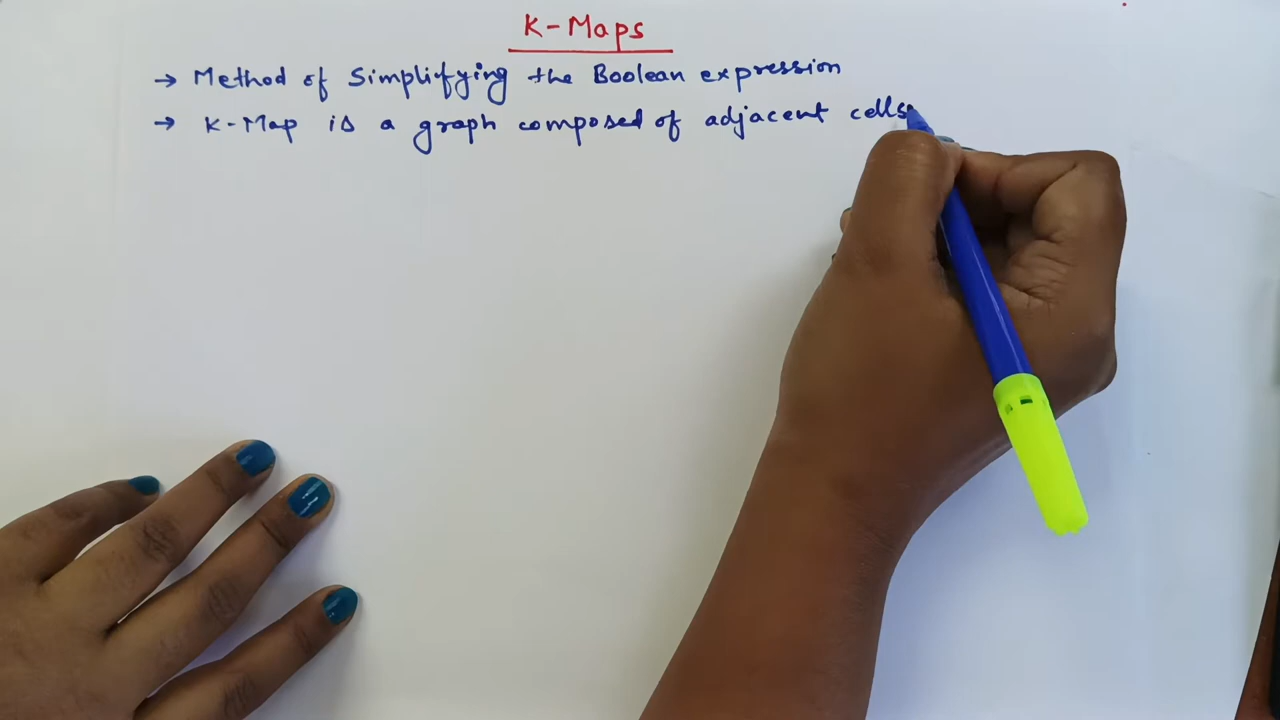 K-Maps
→ Method of Simplifying the Boolean expression
→ K-Map is a graph composed of adjacent cells